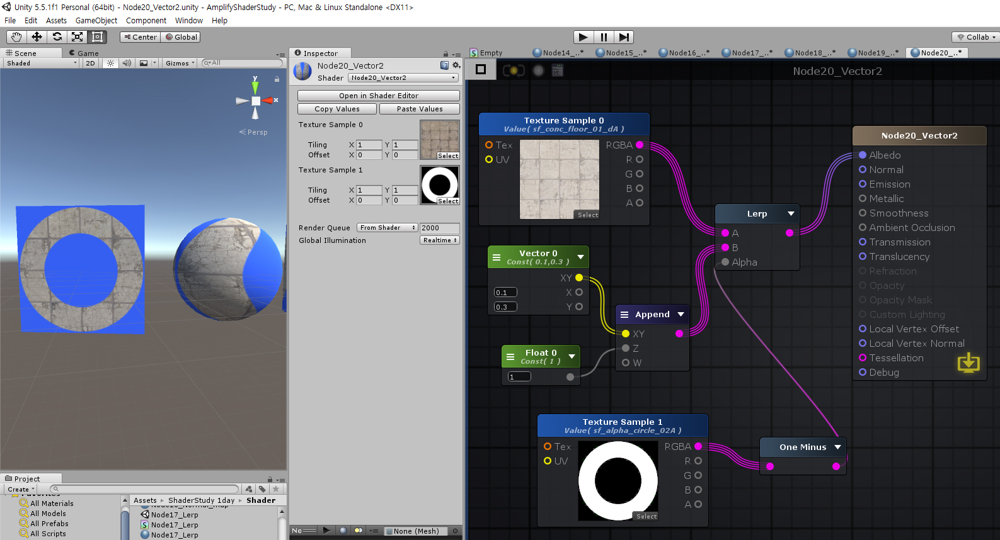 Unity 5.5.1f1 Personal (64bit) - Node20_Vector2.unity - AmplifyShaderStudy - PC, Mac & Linux Standalone <DX11>
File Edit Assets GameObject Component Window Help
Center Global Collab
Scene Game
Shaded 2D Gizmos All
y
x
Persp
Inspector
Node20_Vector2
Shader Node20_Vector2
Open in Shader Editor
Copy Values Paste Values
Texture Sample 0
Tiling X 1 Y 1
Offset X 0 Y 0
Select
Texture Sample 1
Tiling X 1 Y 1
Offset X 0 Y 0
Select
Render Queue From Shader 2000
Global Illumination Realtime
None (Mesh)
Project
Create
Favorites
All Materials
All Models
All Prefabs
All Scripts
Assets ShaderStudy 1day Shader
Node17_Lerp
Node17_Lerp
Node17_Lerp
Empty Node14_..* Node15_..* Node16_..* Node17_..* Node18_..* Node19_..* Node20_..*
Node20_Vector2
Texture Sample 0
Value( sf_conc_floor_01_dA )
Tex RGBA
UV R
G
B
A
Select
Vector 0
Const( 0.1,0.3 )
XY
0.1 X
0.3 Y
Float 0
Const( 1 )
1
Append
XY
Z
W
Lerp
A
B
Alpha
Texture Sample 1
Value( sf_alpha_circle_02A )
Tex RGBA
UV R
G
B
A
Select
One Minus
Node20_Vector2
Albedo
Normal
Emission
Metallic
Smoothness
Ambient Occlusion
Transmission
Translucency
Refraction
Opacity
Opacity Mask
Custom Lighting
Local Vertex Offset
Local Vertex Normal
Tessellation
Debug